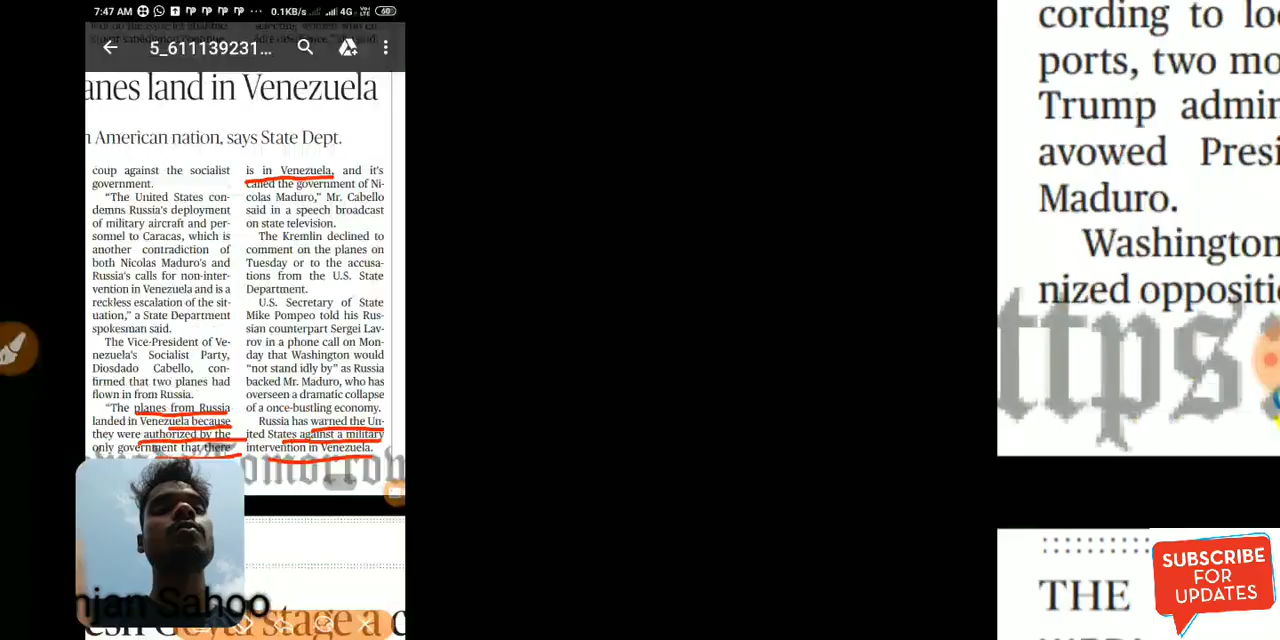 7:47 AM
0.1KB/s
4G
60
5_611139231...
anes land in Venezuela
n American nation, says State Dept.
coup against the socialist
government.
“The United States con-
demns Russia's deployment
of military aircraft and per-
sonnel to Caracas, which is
another contradiction of
both Nicolas Maduro's and
Russia's calls for non-inter-
vention in Venezuela and is a
reckless escalation of the sit-
uation,” a State Department
spokesman said.
The Vice-President of Ve-
nezuela's Socialist Party,
Diosdado Cabello, con-
firmed that two planes had
flown in from Russia.
“The planes from Russia
landed in Venezuela because
they were authorized by the
only government that there
is in Venezuela, and it's
called the government of Ni-
colas Maduro,” Mr. Cabello
said in a speech broadcast
on state television.
The Kremlin declined to
comment on the planes on
Tuesday or to the accusa-
tions from the U.S. State
Department.
U.S. Secretary of State
Mike Pompeo told his Rus-
sian counterpart Sergei Lav-
rov in a phone call on Mon-
day that Washington would
“not stand idly by” as Russia
backed Mr. Maduro, who has
overseen a dramatic collapse
of a once-bustling economy.
Russia has warned the Un-
ited States against a military
intervention in Venezuela.
omorrow
njan Sahoo
esh Goyal stage a c
cording to lo
ports, two mo
Trump admin
avowed Presi
Maduro.
Washington
nized oppositi
ttps
THE
SUBSCRIBE
FOR
UPDATES